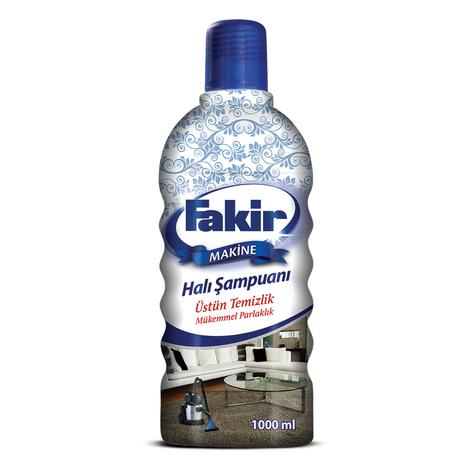 Fakir
MAKİNE
Halı Şampuanı
Üstün Temizlik
Mükemmel Parlaklık
1000 ml